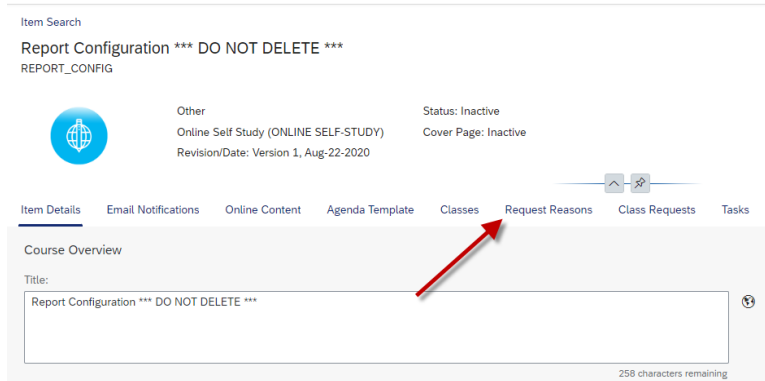 Item Search
Report Configuration *** DO NOT DELETE ***
REPORT_CONFIG
Other
Online Self Study (ONLINE SELF-STUDY)
Revision/Date: Version 1, Aug-22-2020
Status: Inactive
Cover Page: Inactive
Item Details Email Notifications Online Content Agenda Template Classes Request Reasons Class Requests Tasks
Course Overview
Title:
Report Configuration *** DO NOT DELETE ***
258 characters remaining